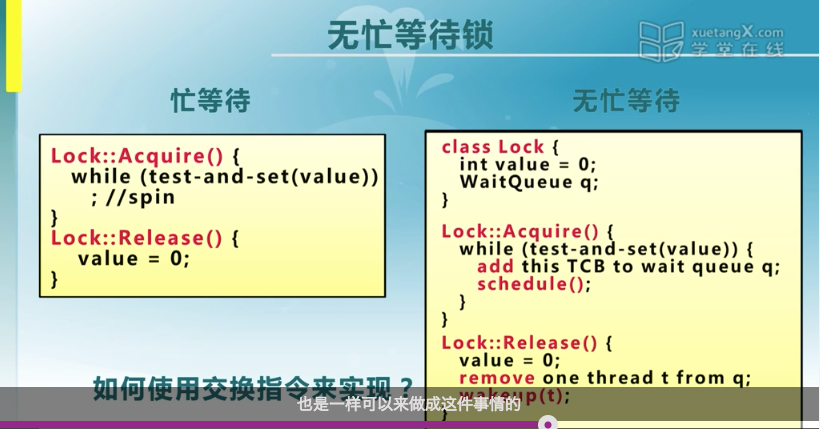 无忙等待锁
xuetangX.com
学堂在线
忙等待
Lock::Acquire() {
while (test-and-set(value))
; //spin
}
Lock::Release() {
value = 0;
}
无忙等待
class Lock {
int value = 0;
WaitQueue q;
}
Lock::Acquire() {
while (test-and-set(value)) {
add this TCB to wait queue q;
schedule();
}
}
Lock::Release() {
value = 0;
remove one thread t from q;
wakeup(t);
}
如何使用交换指令来实现？
也是一样可以来做成这件事情的